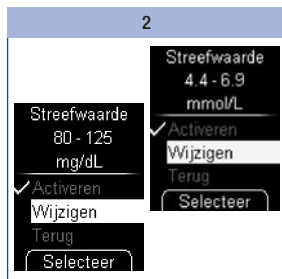 2
Streefwaarde
80 - 125
mg/dL
Activeren
Wijzigen
Terug
Selecteer
Streefwaarde
4.4 - 6.9
mmol/L
Activeren
Wijzigen
Terug
Selecteer